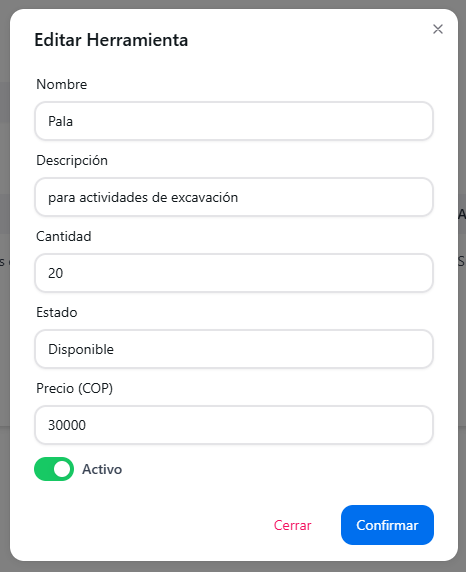 Editar Herramienta
Nombre
Pala
Descripción
para actividades de excavación
Cantidad
20
Estado
Disponible
Precio (COP)
30000
Activo
Cerrar
Confirmar